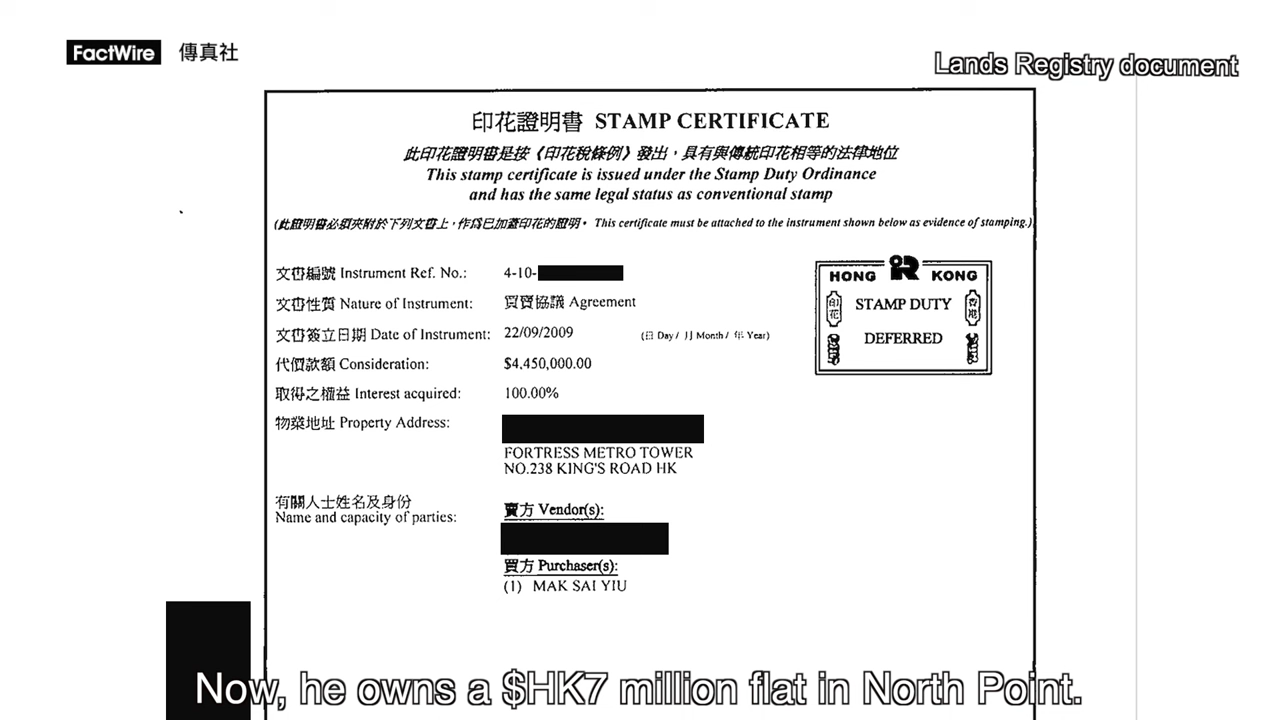 FactWire 傳真社
Lands Registry document
印花證明書 STAMP CERTIFICATE
此印花證明書是按《印花稅條例》發出，具有與傳統印花相等的法律地位
This stamp certificate is issued under the Stamp Duty Ordinance
and has the same legal status as conventional stamp
(此證明書必須夾附於下列文書上，作為已加蓋印花的證明。 This certificate must be attached to the instrument shown below as evidence of stamping.)
文書編號 Instrument Ref. No.: 4-10-
文書性質 Nature of Instrument: 買賣協議 Agreement
文書簽立日期 Date of Instrument: 22/09/2009 (日 Day / 月 Month / 年 Year)
代價款額 Consideration: $4,450,000.00
取得之權益 Interest acquired: 100.00%
物業地址 Property Address:
FORTRESS METRO TOWER
NO.238 KING'S ROAD HK
有關人士姓名及身份
Name and capacity of parties:
賣方 Vendor(s):
買方 Purchaser(s):
(1) MAK SAI YIU
HONG IR KONG
印花 STAMP DUTY 香港
DEFERRED
Now, he owns a $HK7 million flat in North Point.